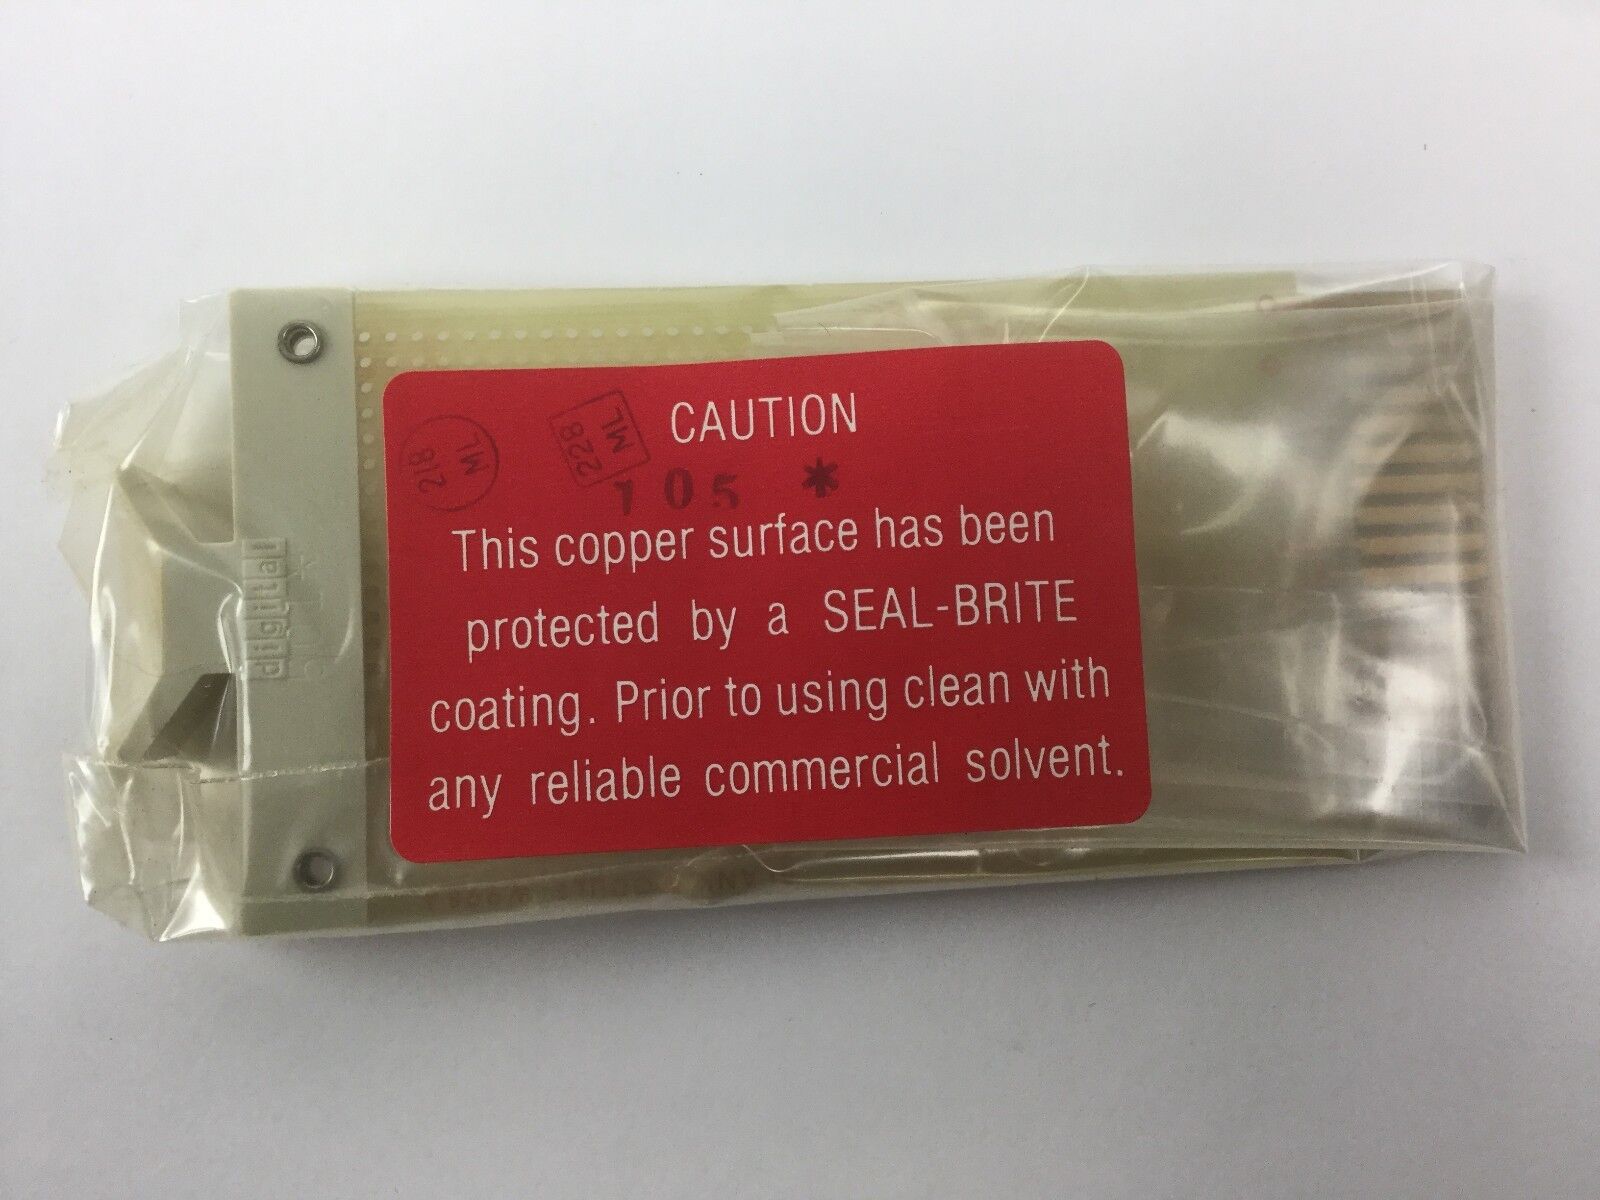 CAUTION
ML
218
228
ML
105 *
This copper surface has been
protected by a SEAL-BRITE
coating. Prior to using clean with
any reliable commercial solvent.
digital